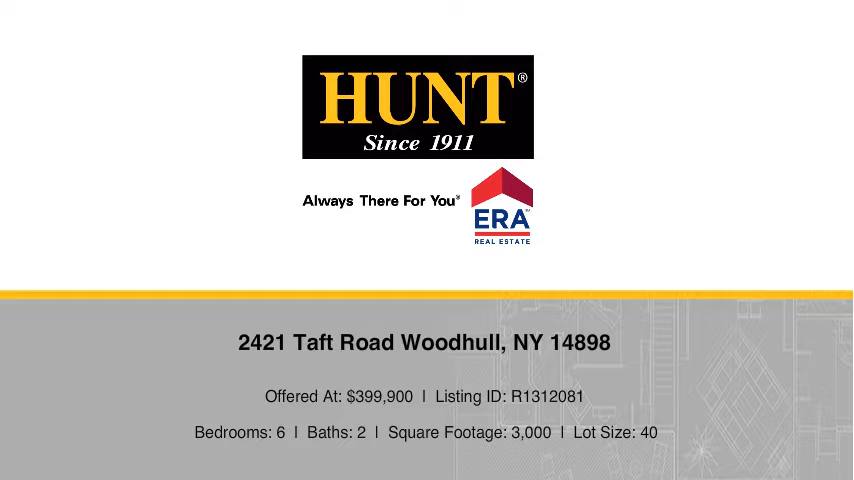 HUNT®
Since 1911
Always There For You®
ERA℠
REAL ESTATE
2421 Taft Road Woodhull, NY 14898
Offered At: $399,900 | Listing ID: R1312081
Bedrooms: 6 | Baths: 2 | Square Footage: 3,000 | Lot Size: 40